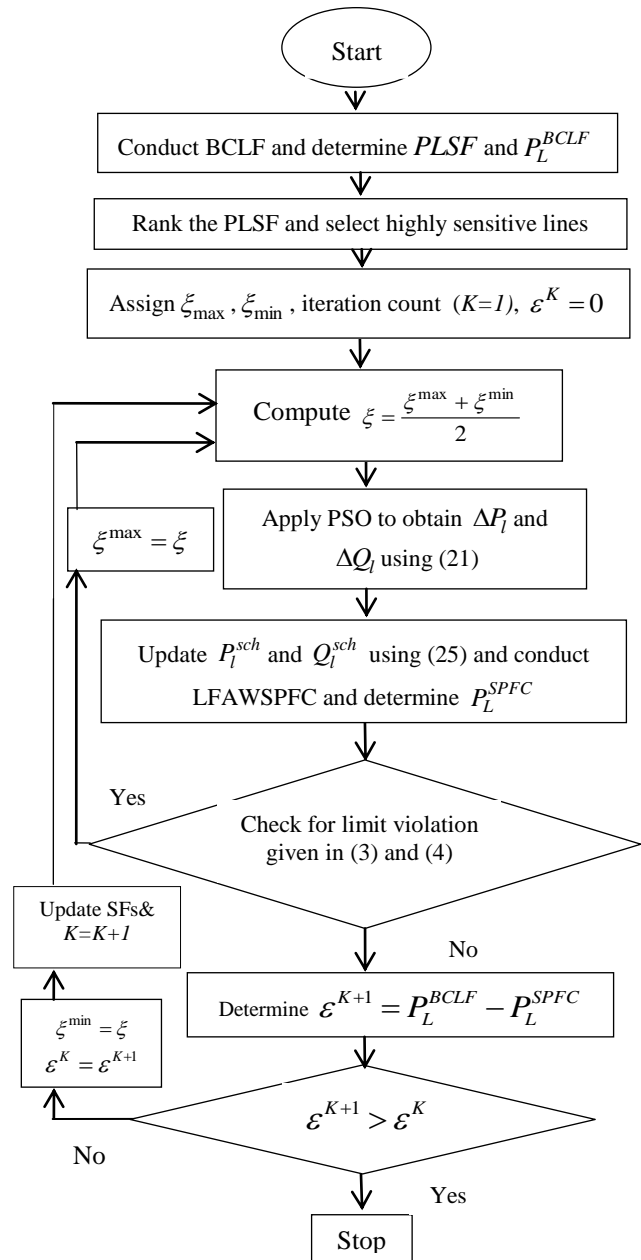 Start
Conduct BCLF and determine PLSF and P_L^{BCLF}
Rank the PLSF and select highly sensitive lines
Assign ξ_max , ξ_min , iteration count (K=1), ε^K = 0
Compute ξ = (ξ^max + ξ^min)/2
Apply PSO to obtain ΔP_l and
ΔQ_l using (21)
ξ^max = ξ
Update P_l^{sch} and Q_l^{sch} using (25) and conduct
LFAWSPFC and determine P_L^{SPFC}
Yes
Check for limit violation
given in (3) and (4)
Update SFs&
K=K+1
No
Determine ε^{K+1} = P_L^{BCLF} − P_L^{SPFC}
ξ^min = ξ
ε^K = ε^{K+1}
ε^{K+1} > ε^K
No
Yes
Stop